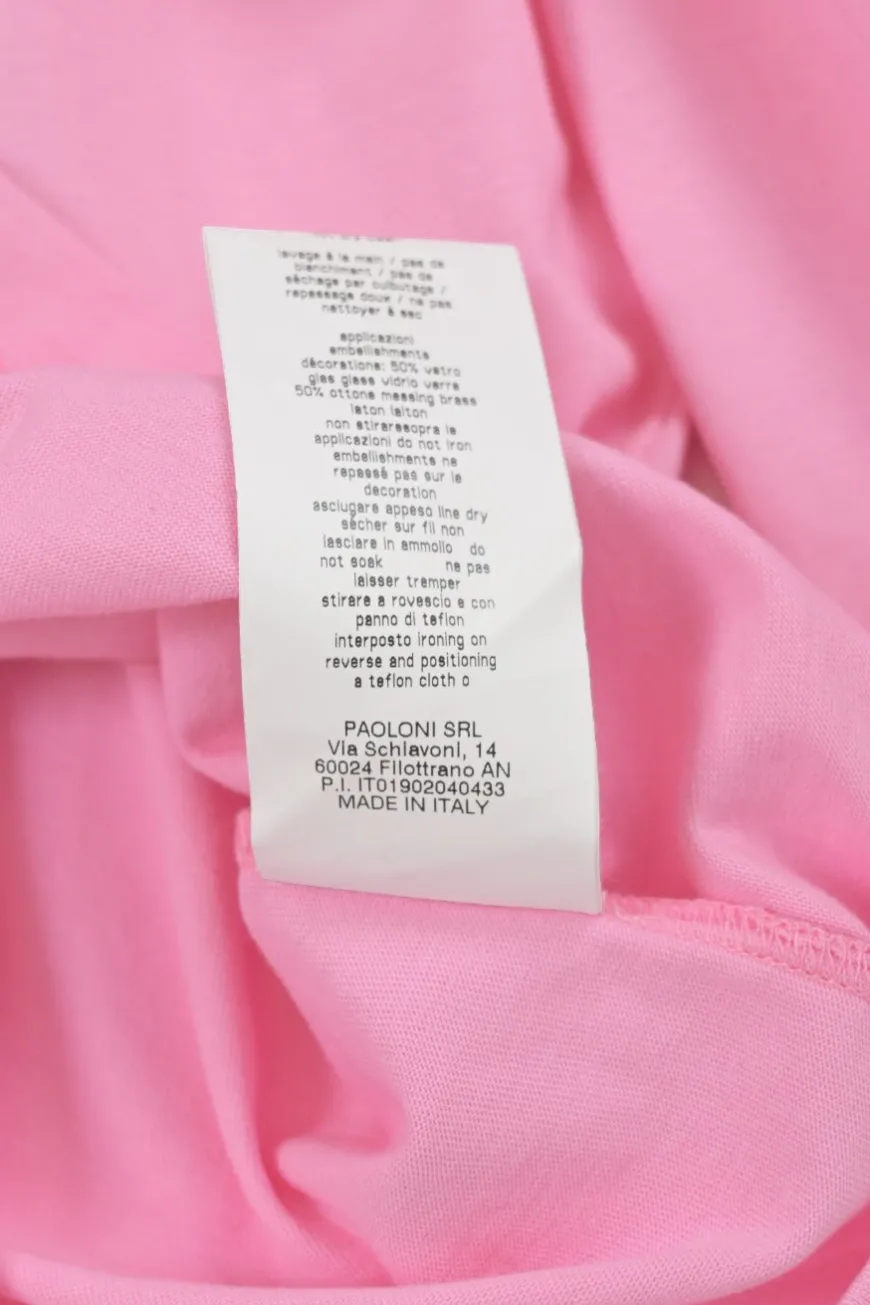 lavage à la main / pas de
blanchiment / pas de
sèchage par culbutage /
repassage doux / ne pas
nettoyer à sec
applicazioni
embellishments
dècoratione: 50% vetro
glas glass vidrio verre
50% ottone messing brass
laton laiton
non stiraresopra le
applicazioni do not iron
embellishments ne
repassé pas sur le
decoration
asciugare appeso line dry
sècher sur fil non
lasciare in ammollo do
not soak ne pas
laisser tremper
stirare a rovescio e con
panno di teflon
interposto ironing on
reverse and positioning
a teflon cloth o
PAOLONI SRL
Via Schiavoni, 14
60024 Filottrano AN
P.I. IT01902040433
MADE IN ITALY